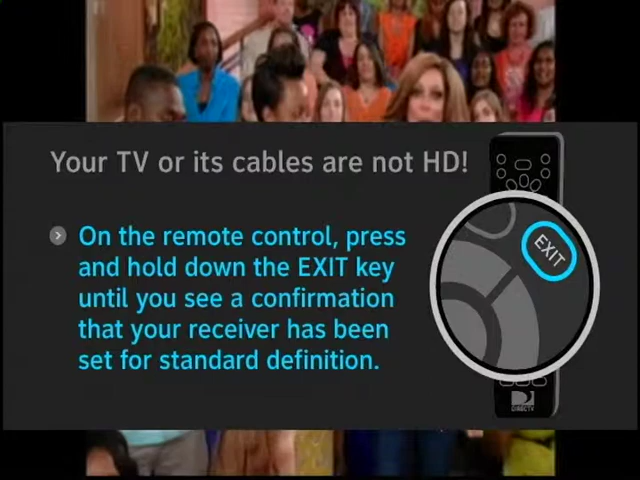 Your TV or its cables are not HD!
On the remote control, press
and hold down the EXIT key
until you see a confirmation
that your receiver has been
set for standard definition.
EXIT
DIRECTV